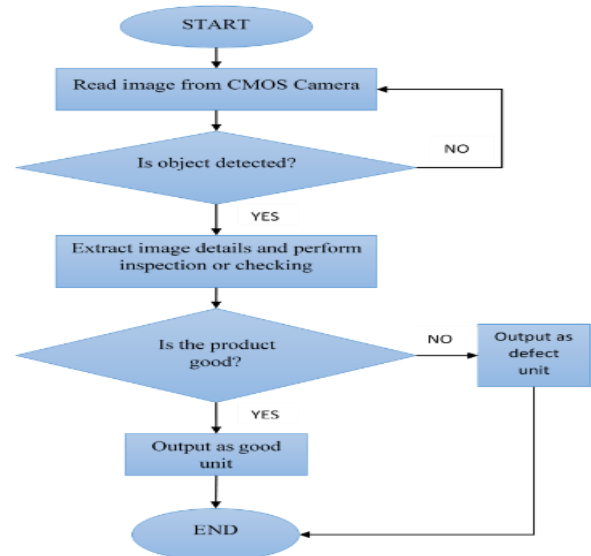 START
Read image from CMOS Camera
Is object detected?
NO
YES
Extract image details and perform
inspection or checking
Is the product
good?
NO
Output as
defect
unit
YES
Output as good
unit
END